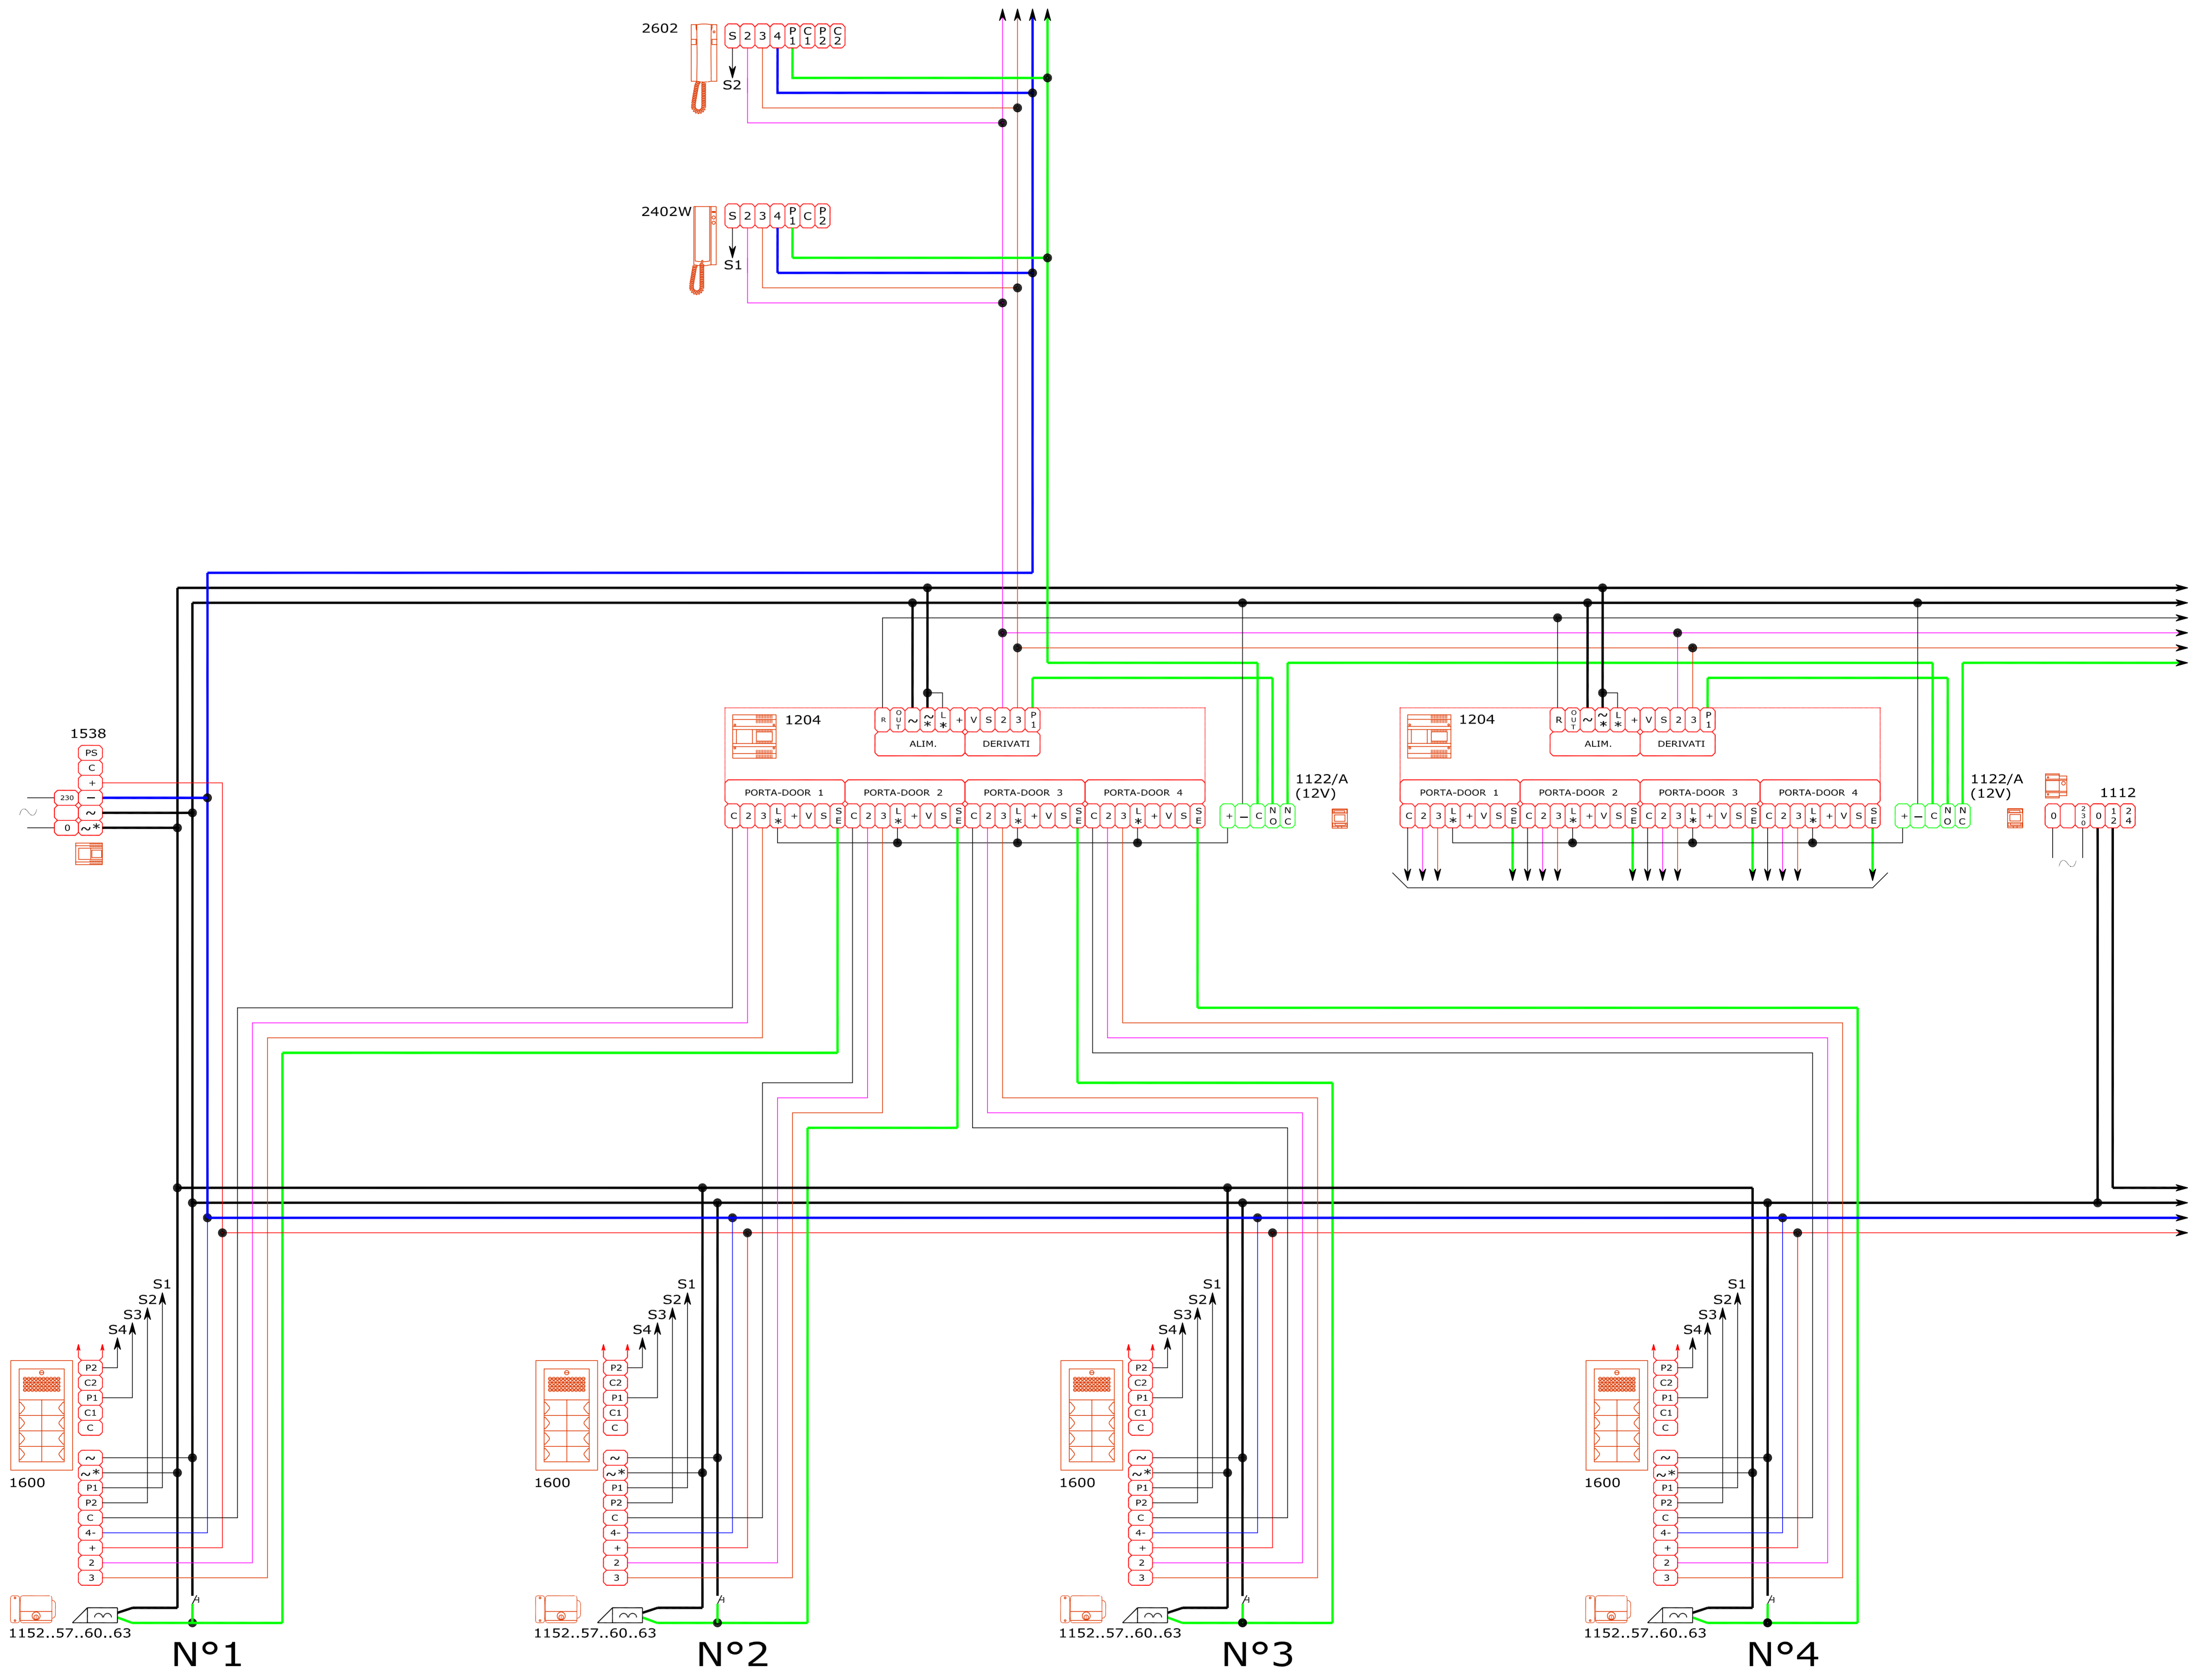 2602
S 2 3 4 P1 C1 P2 C2
S2
2402W
S 2 3 4 P1 C P2
S1
1204
R OUT ~ ~* L* + V S 2 3 P1
ALIM. DERIVATI
1204
R OUT ~ ~* L* + V S 2 3 P1
ALIM. DERIVATI
1538
PS
C
+
230 –
~
0 ~*
PORTA-DOOR 1 PORTA-DOOR 2 PORTA-DOOR 3 PORTA-DOOR 4
C 2 3 L* + V S SE C 2 3 L* + V S SE C 2 3 L* + V S SE C 2 3 L* + V S SE
1122/A
(12V)
+ – C NO NC
PORTA-DOOR 1 PORTA-DOOR 2 PORTA-DOOR 3 PORTA-DOOR 4
C 2 3 L* + V S SE C 2 3 L* + V S SE C 2 3 L* + V S SE C 2 3 L* + V S SE
1122/A
(12V)
+ – C NO NC
1112
0 230 0 12 24
S1
S2
S3
S4
P2
C2
P1
C1
C
~
~*
P1
P2
C
4-
+
2
3
1600
1152..57..60..63
N°1
S1
S2
S3
S4
P2
C2
P1
C1
C
~
~*
P1
P2
C
4-
+
2
3
1600
1152..57..60..63
N°2
S1
S2
S3
S4
P2
C2
P1
C1
C
~
~*
P1
P2
C
4-
+
2
3
1600
1152..57..60..63
N°3
S1
S2
S3
S4
P2
C2
P1
C1
C
~
~*
P1
P2
C
4-
+
2
3
1600
1152..57..60..63
N°4